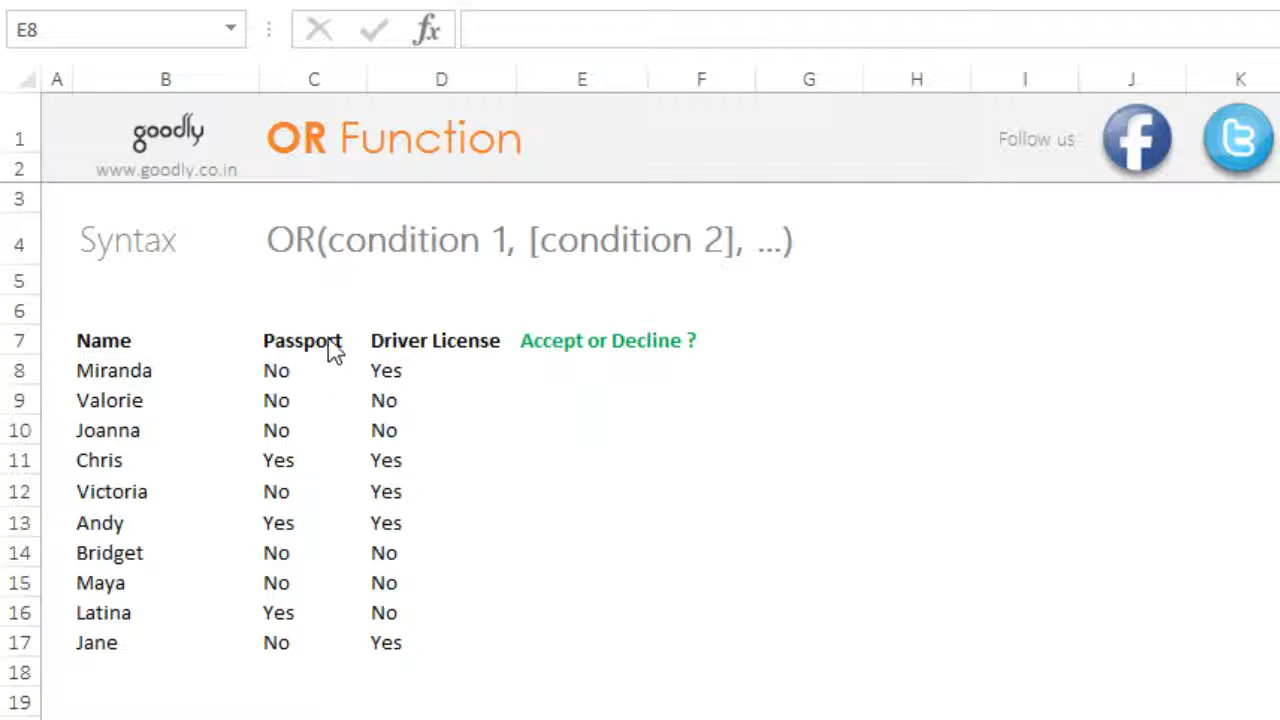 E8 fx
A B C D E F G H I J K
1 goodly OR Function Follow us f t
2 www.goodly.co.in
3
4 Syntax OR(condition 1, [condition 2], ...)
5
6
7 Name Passport Driver License Accept or Decline ?
8 Miranda No Yes
9 Valorie No No
10 Joanna No No
11 Chris Yes Yes
12 Victoria No Yes
13 Andy Yes Yes
14 Bridget No No
15 Maya No No
16 Latina Yes No
17 Jane No Yes
18
19